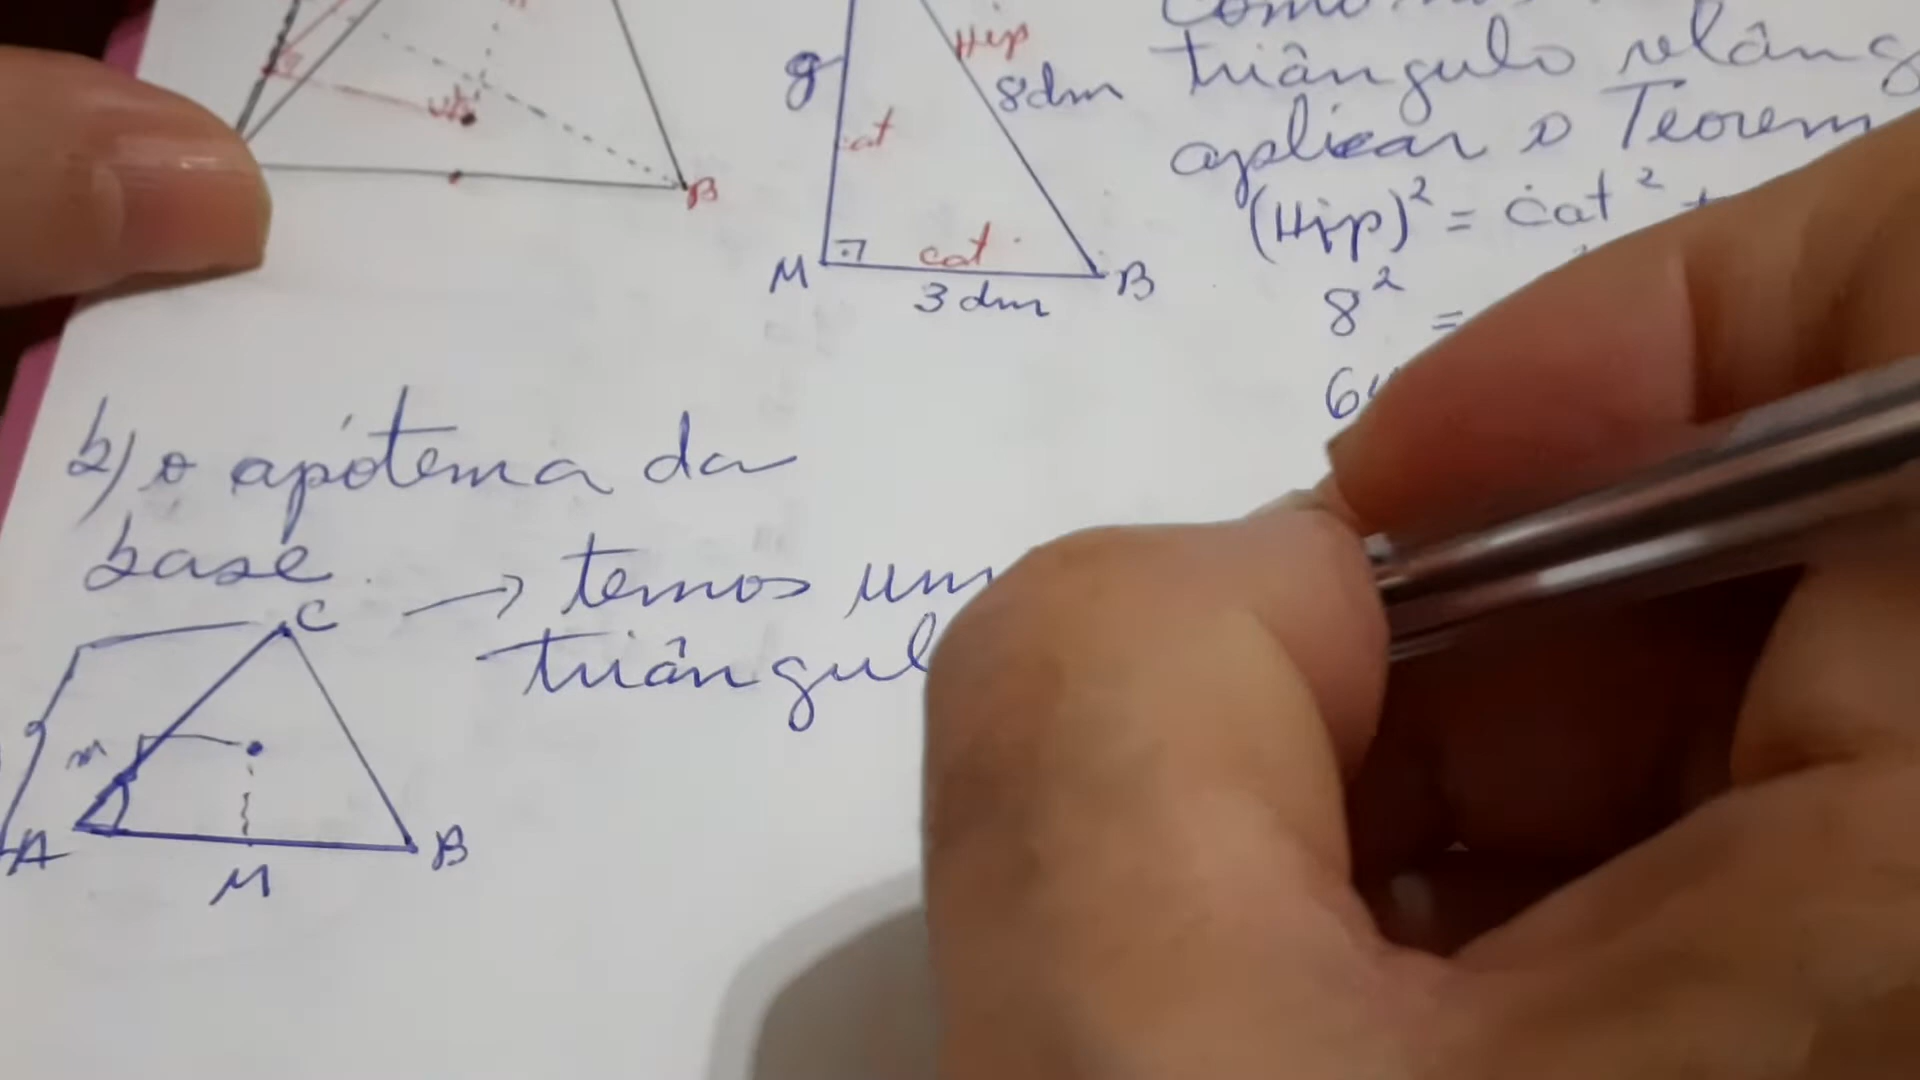 B
g
cat
Hip
8dm
M
cat
B
3 dm
triângulo
aplicar o Teorem
(Hip)² = cat² +
8² =
6
b) o apótema da
base → temos um
triângul
C
m
A
M
B